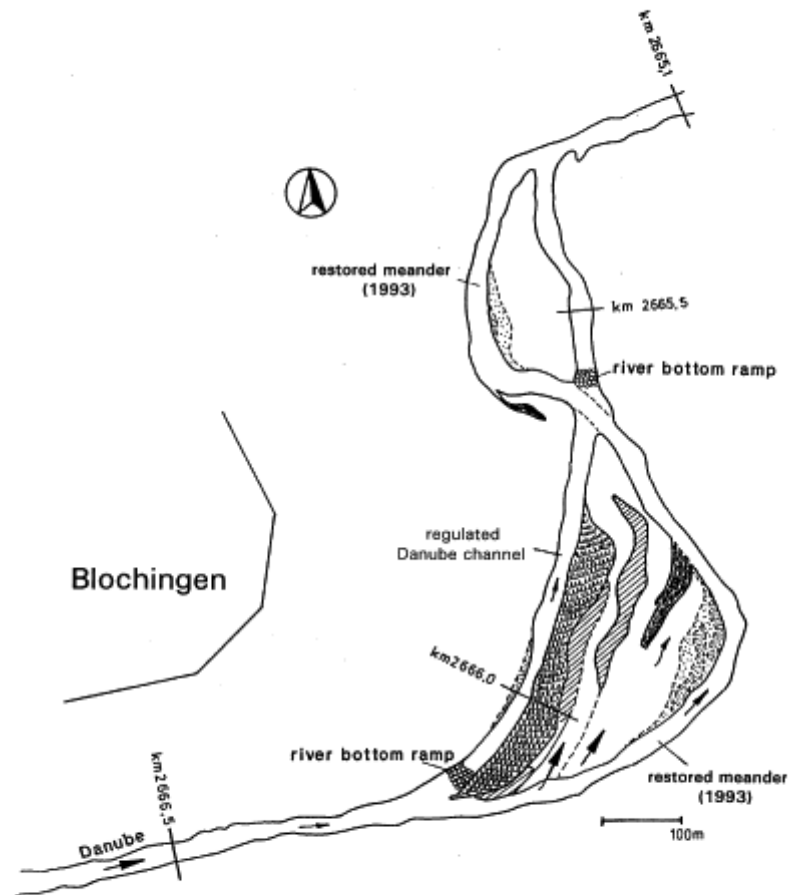 km 2665,1
restored meander
(1993)
km 2665,5
river bottom ramp
regulated
Danube channel
Blochingen
km2666,0
river bottom ramp
km2666,5
restored meander
(1993)
Danube
100m